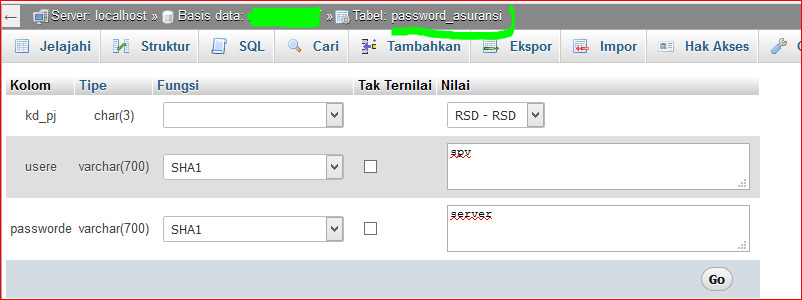 ← Server: localhost » Basis data: » Tabel: password_asuransi
Jelajahi Struktur SQL Cari Tambahkan Ekspor Impor Hak Akses
Kolom Tipe Fungsi Tak Ternilai Nilai
kd_pj char(3) RSD - RSD
usere varchar(700) SHA1 spy
passworde varchar(700) SHA1 server
Go